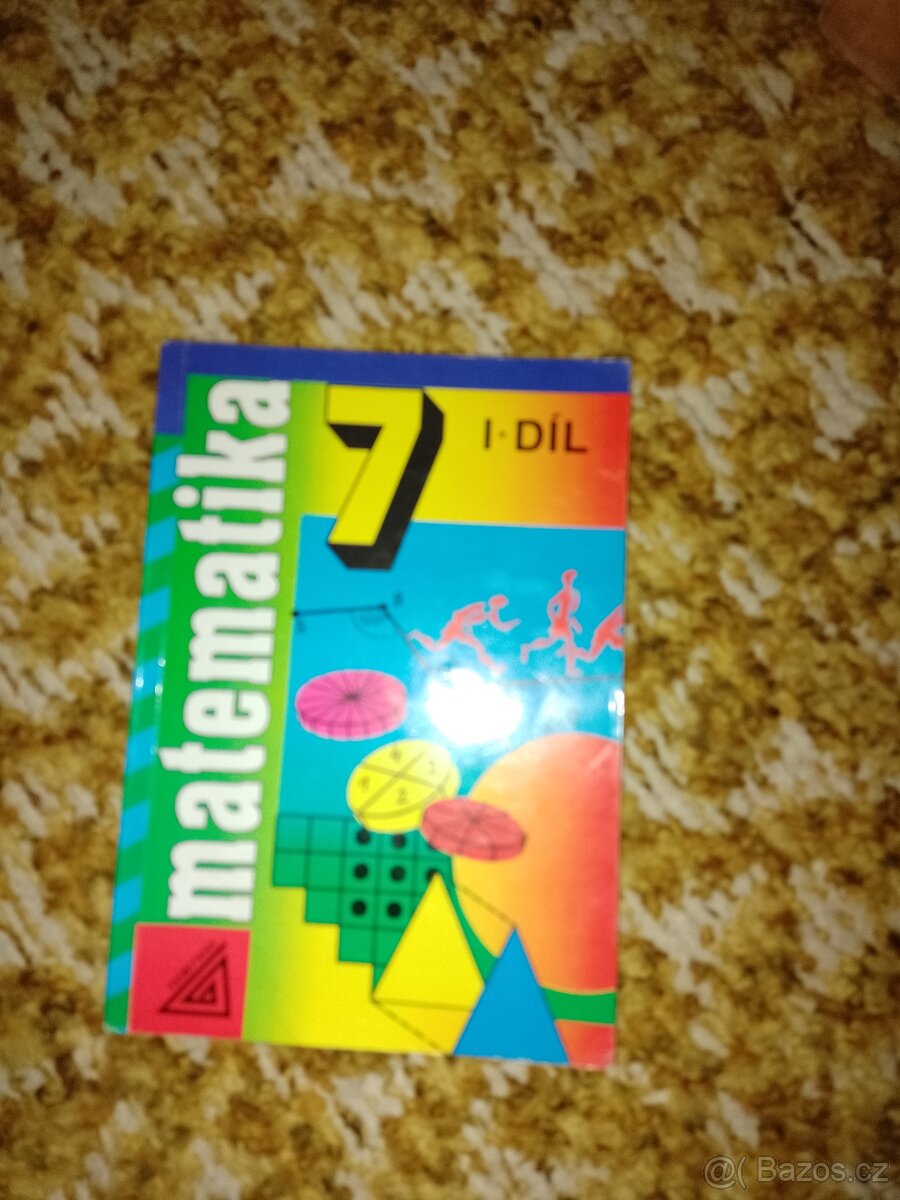 matematika
7
I·DÍL
@( Bazos.cz